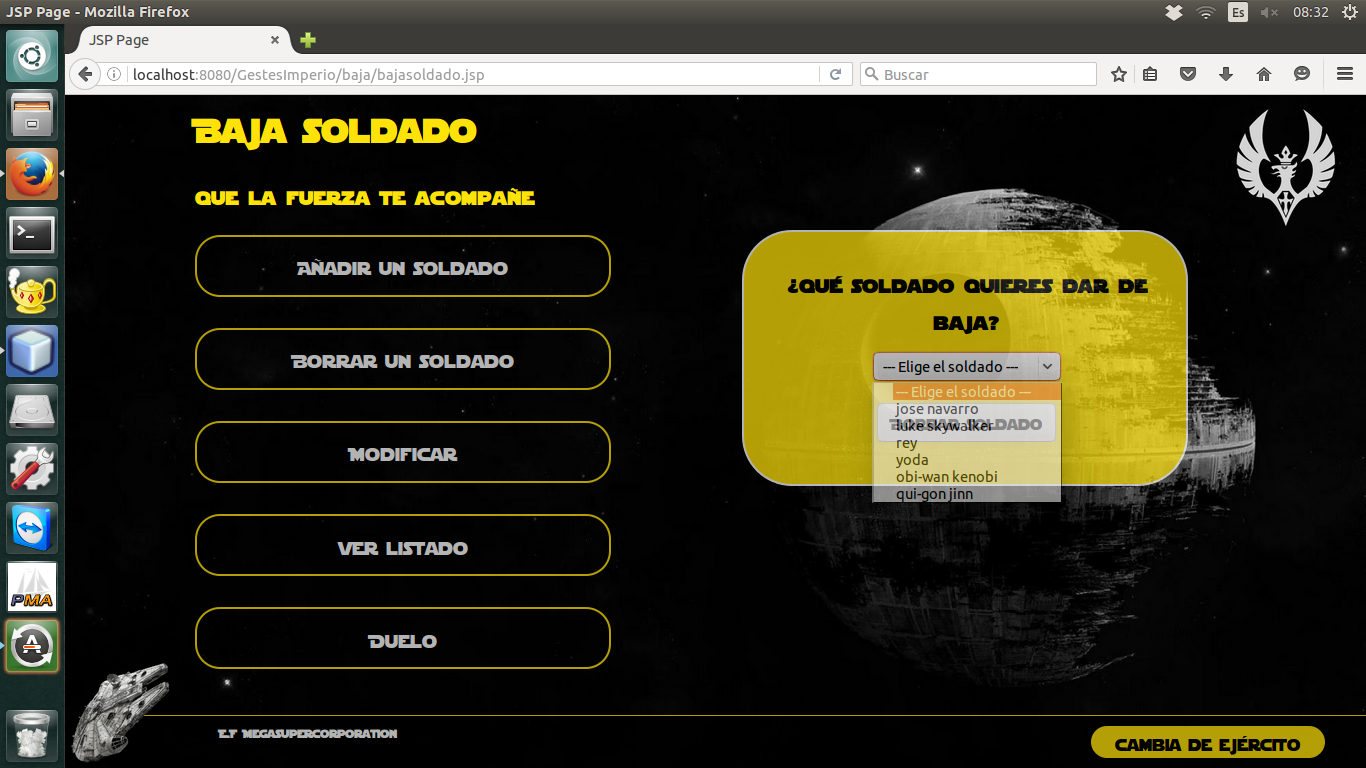 JSP Page - Mozilla Firefox
Es
08:32
JSP Page
localhost:8080/GestesImperio/baja/bajasoldado.jsp
Buscar
Baja Soldado
que la fuerza te acompañe
Añadir un soldado
Borrar un soldado
Modificar
ver listado
Duelo
¿Qué soldado quieres dar de
baja?
--- Elige el soldado ---
--- Elige el soldado ---
jose navarro
Borrar soldado
luke skywalker
rey
yoda
obi-wan kenobi
qui-gon jinn
PMA
E.T MegaSuperCorporation
Cambia de ejército